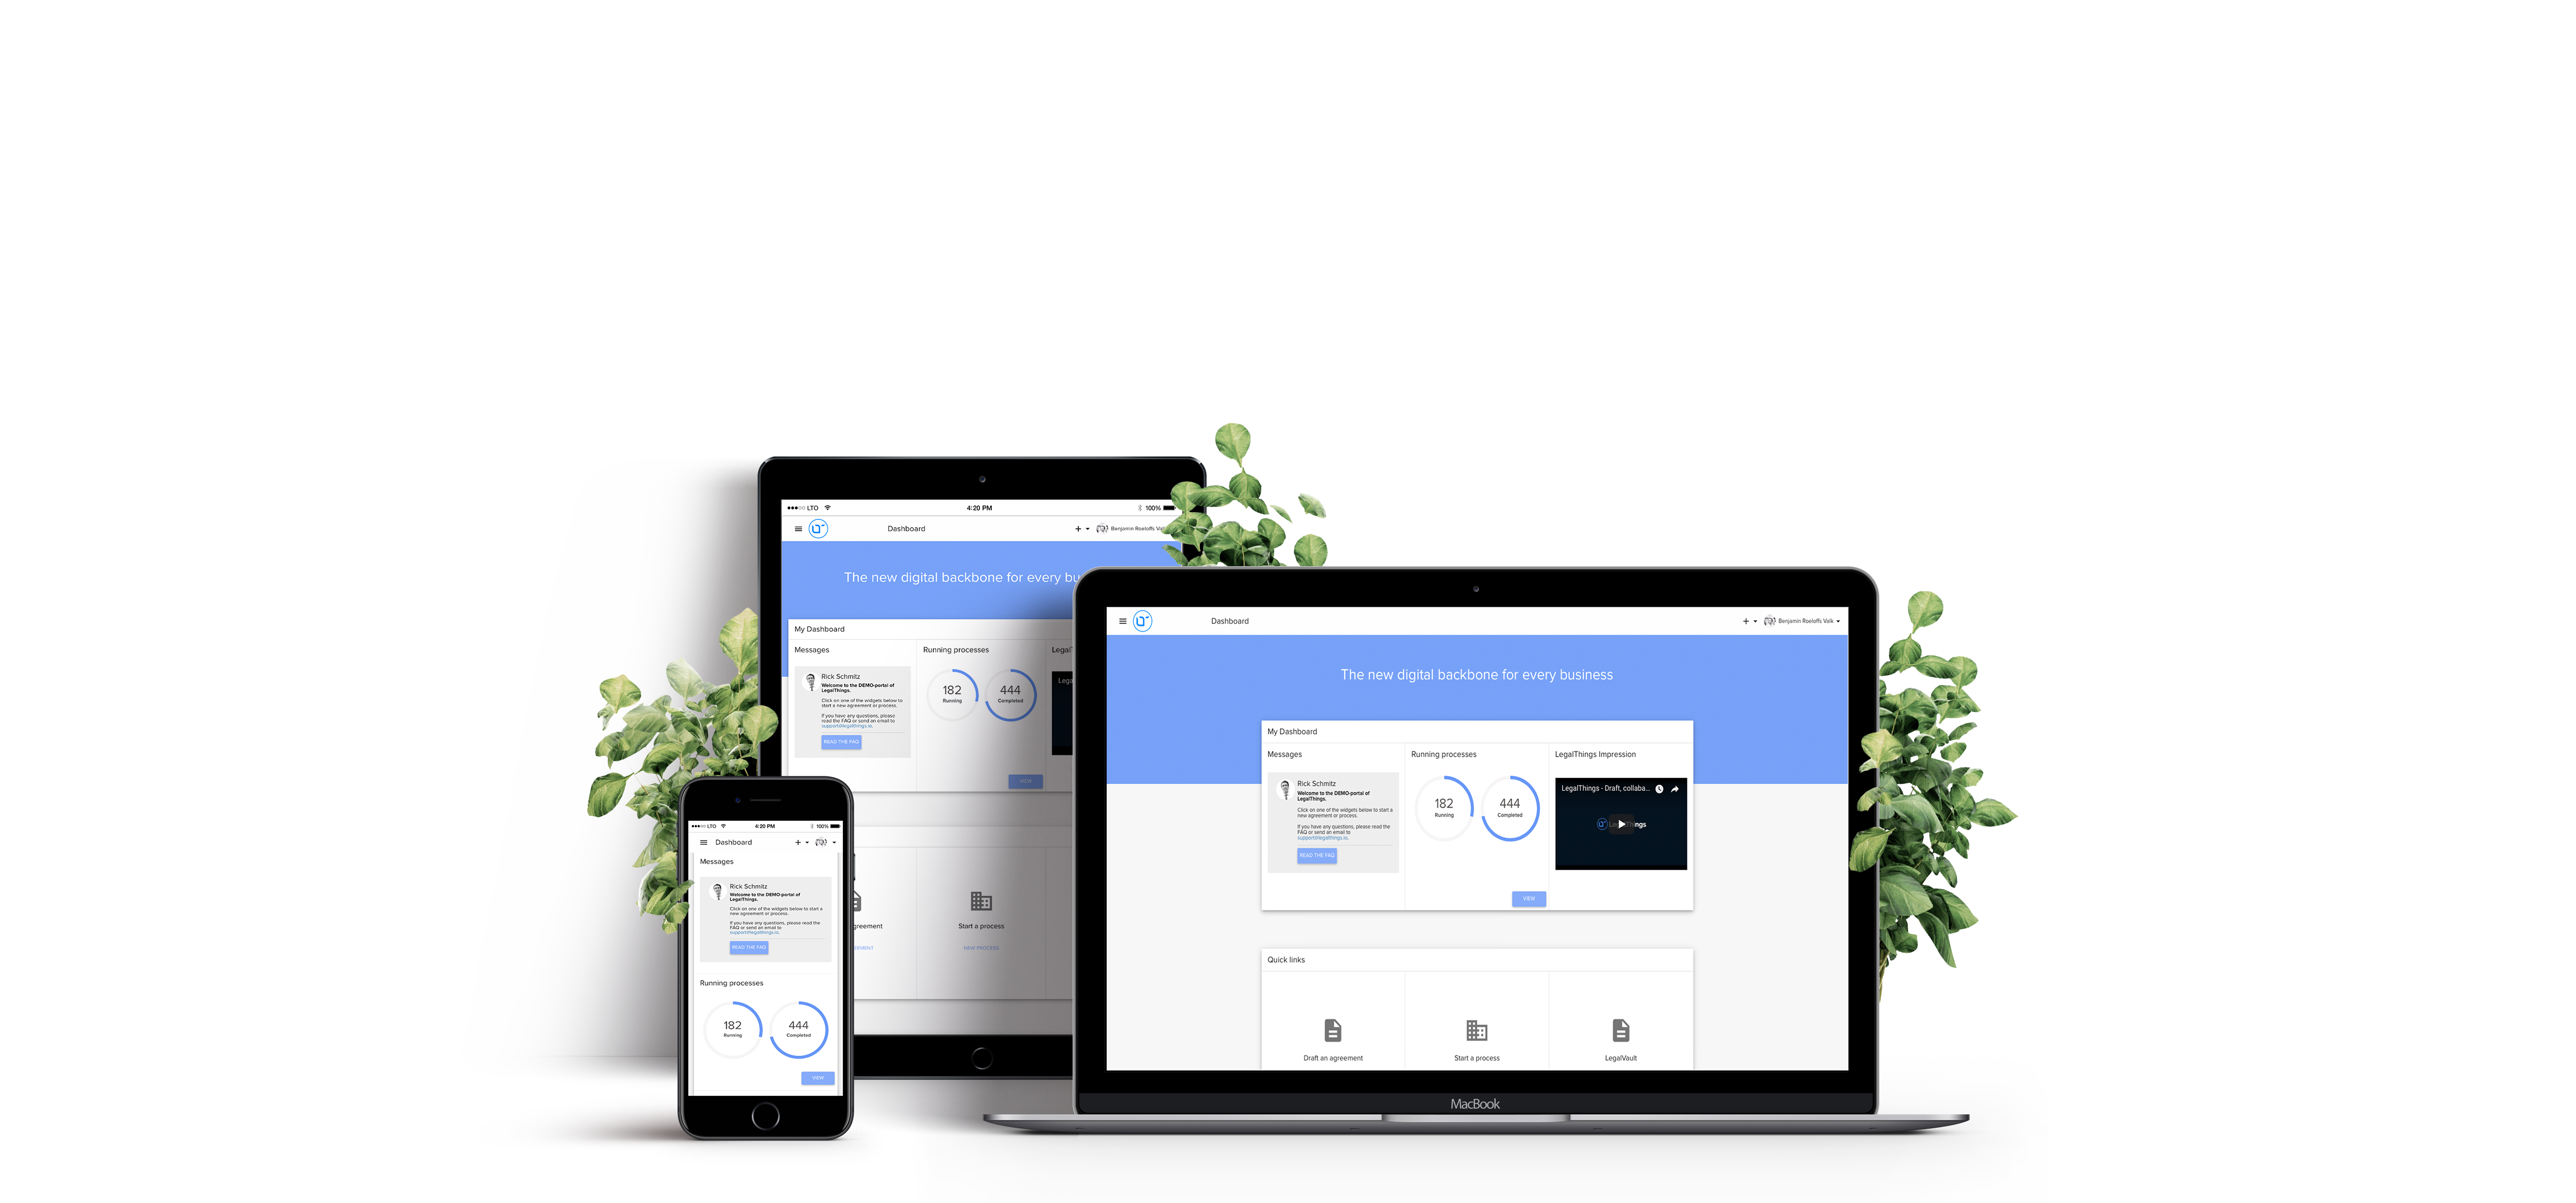 ●●●○○ LTO
4:20 PM
100%
Dashboard
Benjamin Roeloffs Val
The new digital backbone for every bu
My Dashboard
Messages
Rick Schmitz
Welcome to the DEMO-portal of
LegalThings.
Click on one of the widgets below to
start a new agreement or process.
If you have any questions, please
read the FAQ or send an email to
support@legalthings.io.
READ THE FAQ
Running processes
182
Running
444
Completed
VIEW
LegalT
Lega
greement
EEMENT
Start a process
NEW PROCESS
●●●○○ LTO
4:20 PM
100%
Dashboard
Messages
Rick Schmitz
Welcome to the DEMO-portal of
LegalThings.
Click on one of the widgets below to start a
new agreement or process.
If you have any questions, please read the
FAQ or send an email to
support@legalthings.io.
READ THE FAQ
Running processes
182
Running
444
Completed
VIEW
Dashboard
Benjamin Roeloffs Valk
The new digital backbone for every business
My Dashboard
Messages
Rick Schmitz
Welcome to the DEMO-portal of
LegalThings.
Click on one of the widgets below to start a
new agreement or process.
If you have any questions, please read the
FAQ or send an email to
support@legalthings.io.
READ THE FAQ
Running processes
182
Running
444
Completed
VIEW
LegalThings Impression
LegalThings - Draft, collaba...
Quick links
Draft an agreement
Start a process
LegalVault
MacBook